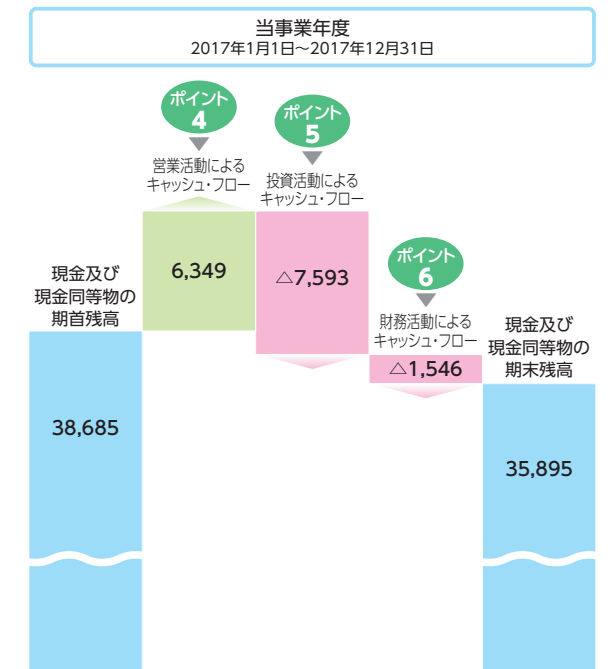 当事業年度
2017年1月1日~2017年12月31日
ポイント
4
営業活動による
キャッシュ・フロー
6,349
ポイント
5
投資活動による
キャッシュ・フロー
△7,593
ポイント
6
財務活動による
キャッシュ・フロー
△1,546
現金及び
現金同等物の
期首残高
38,685
現金及び
現金同等物の
期末残高
35,895